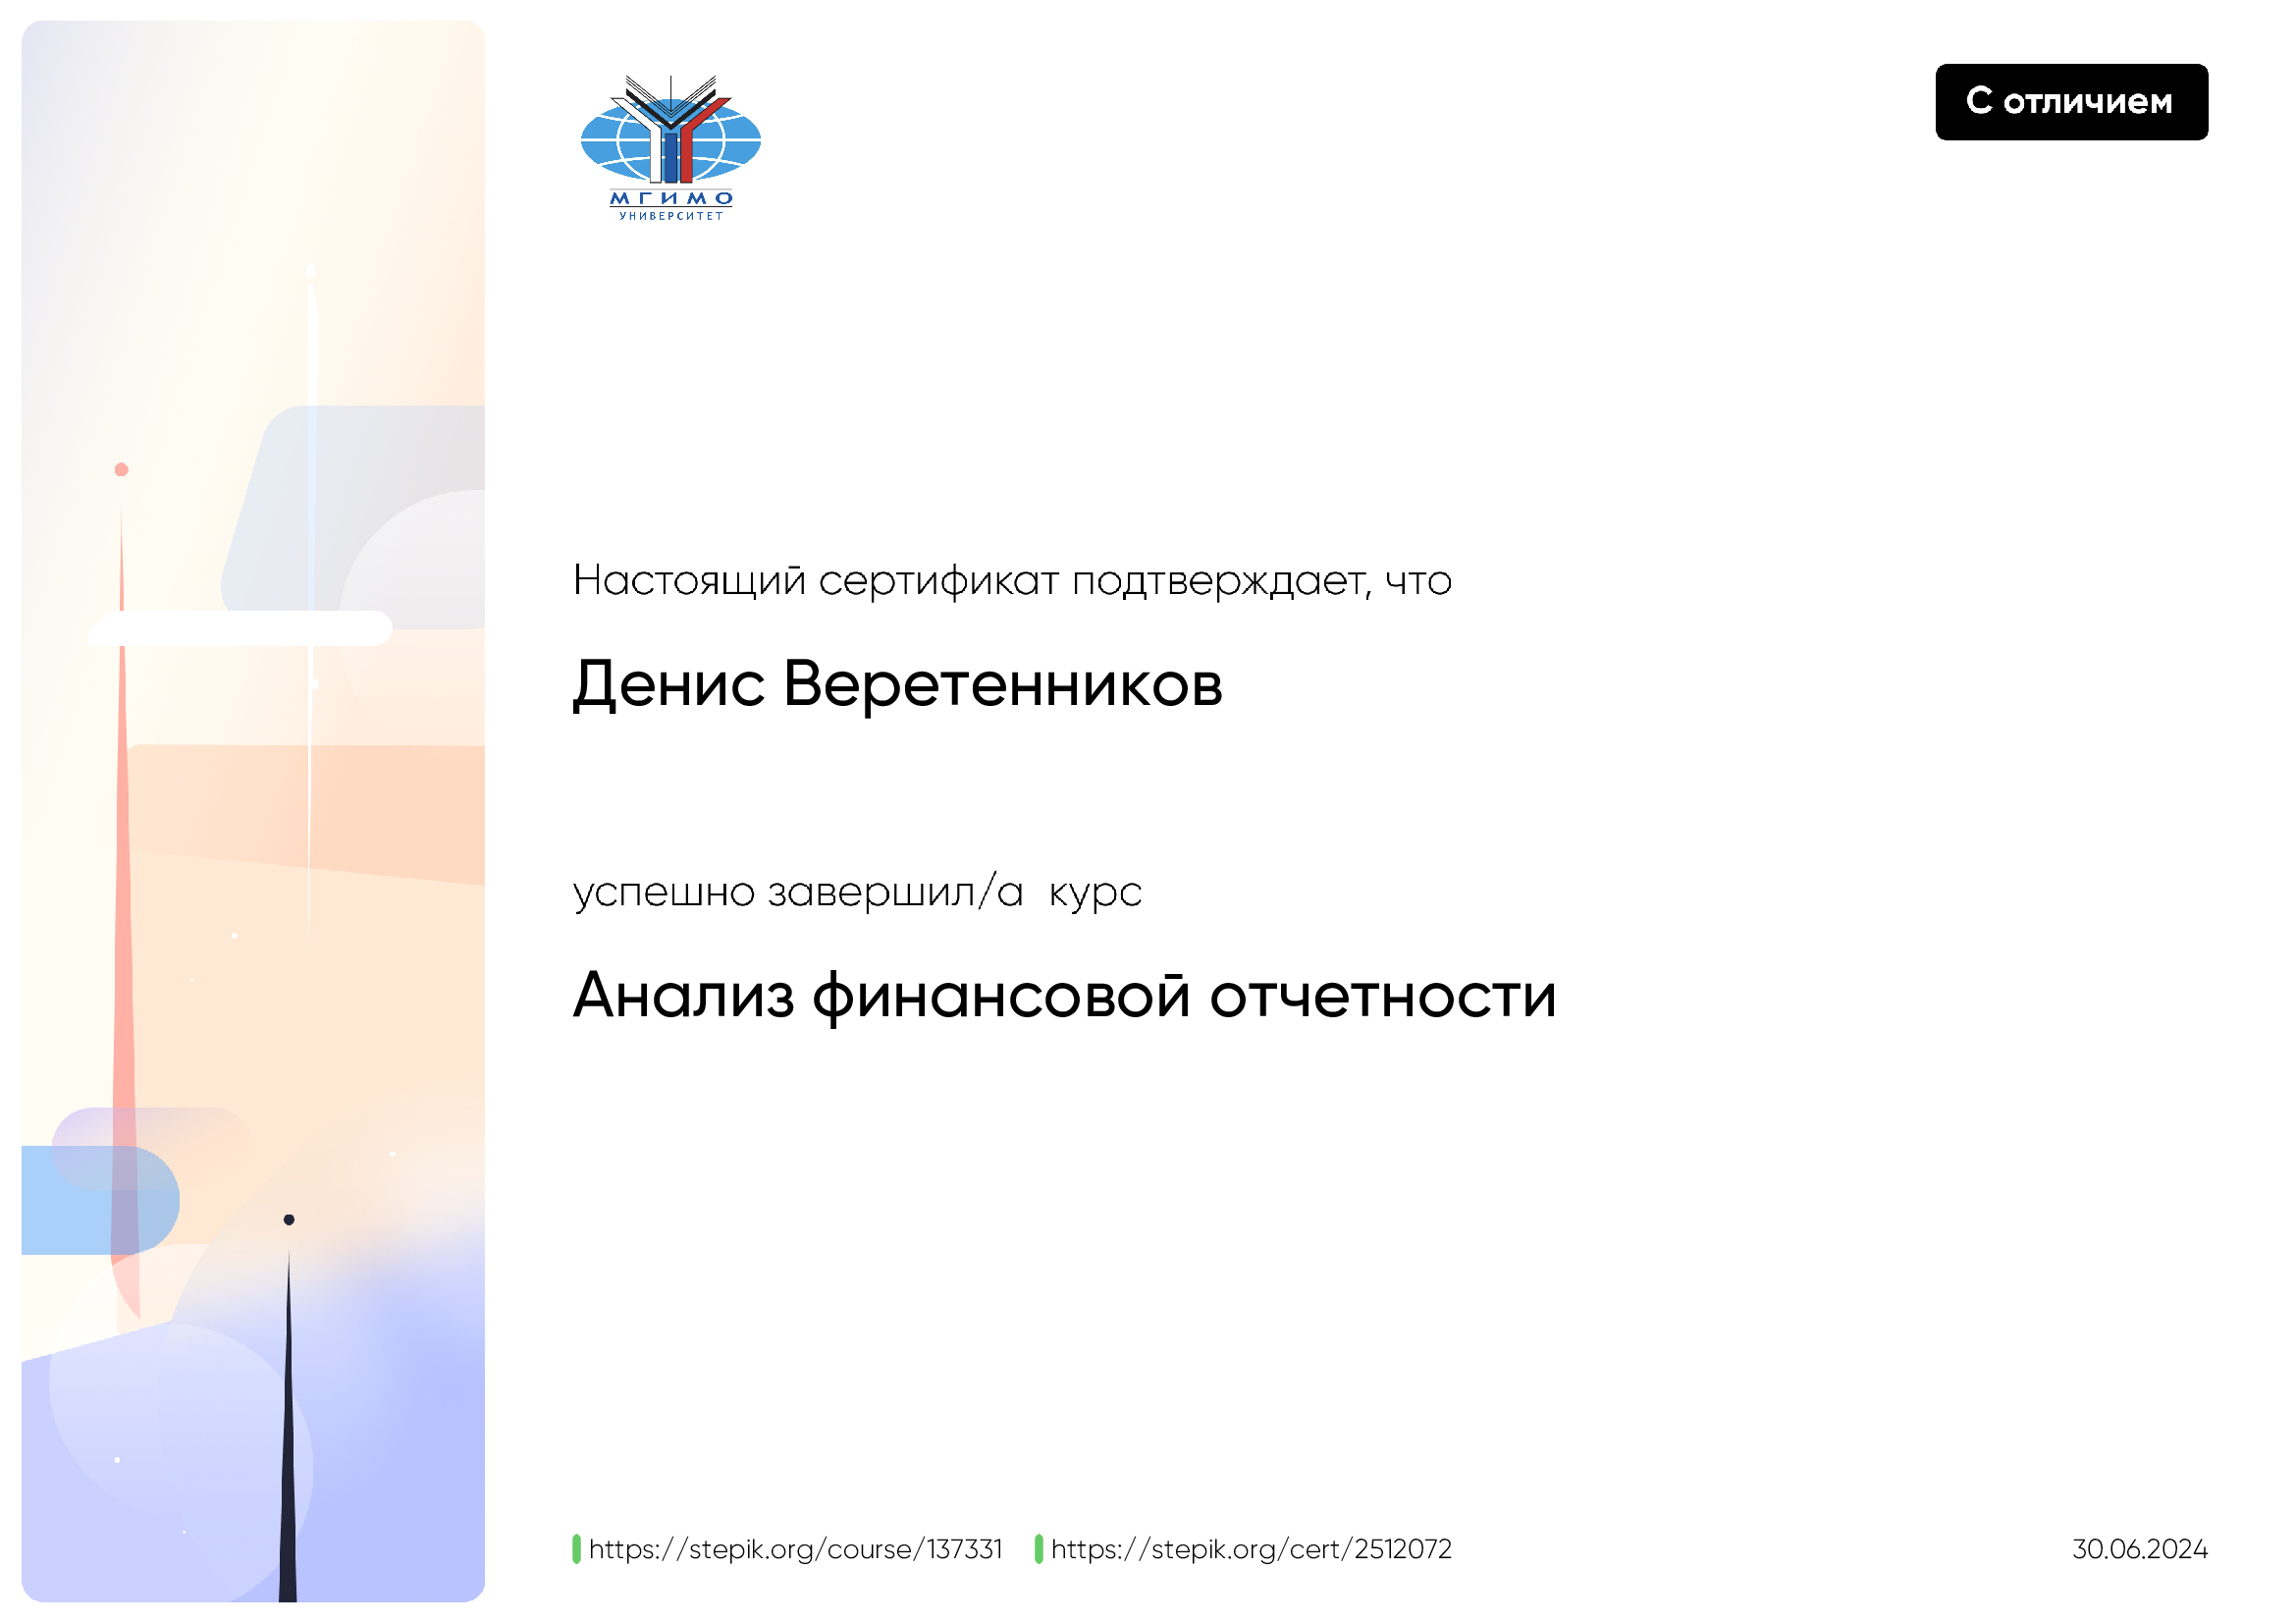 МГИМО
УНИВЕРСИТЕТ
С отличием
Настоящий сертификат подтверждает, что
Денис Веретенников
успешно завершил/а курс
Анализ финансовой отчетности
https://stepik.org/course/137331
https://stepik.org/cert/2512072
30.06.2024